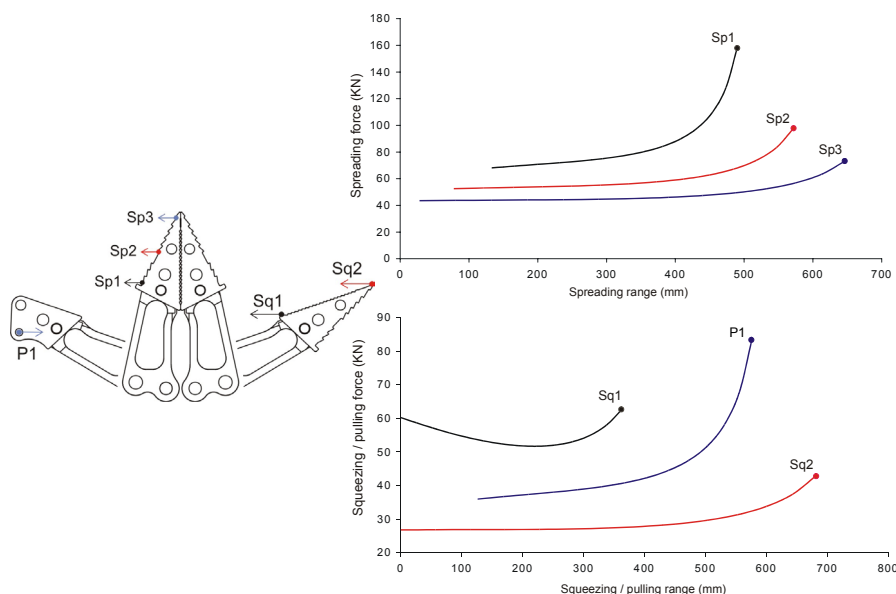 Sp3
Sp2
Sp1
Sq2
Sq1
P1
Spreading force (KN)
180
160
140
120
100
80
60
40
20
0
Sp1
Sp2
Sp3
0 100 200 300 400 500 600 700
Spreading range (mm)
Squeezing / pulling force (KN)
90
80
70
60
50
40
30
20
P1
Sq1
Sq2
0 100 200 300 400 500 600 700 800
Squeezing / pulling range (mm)